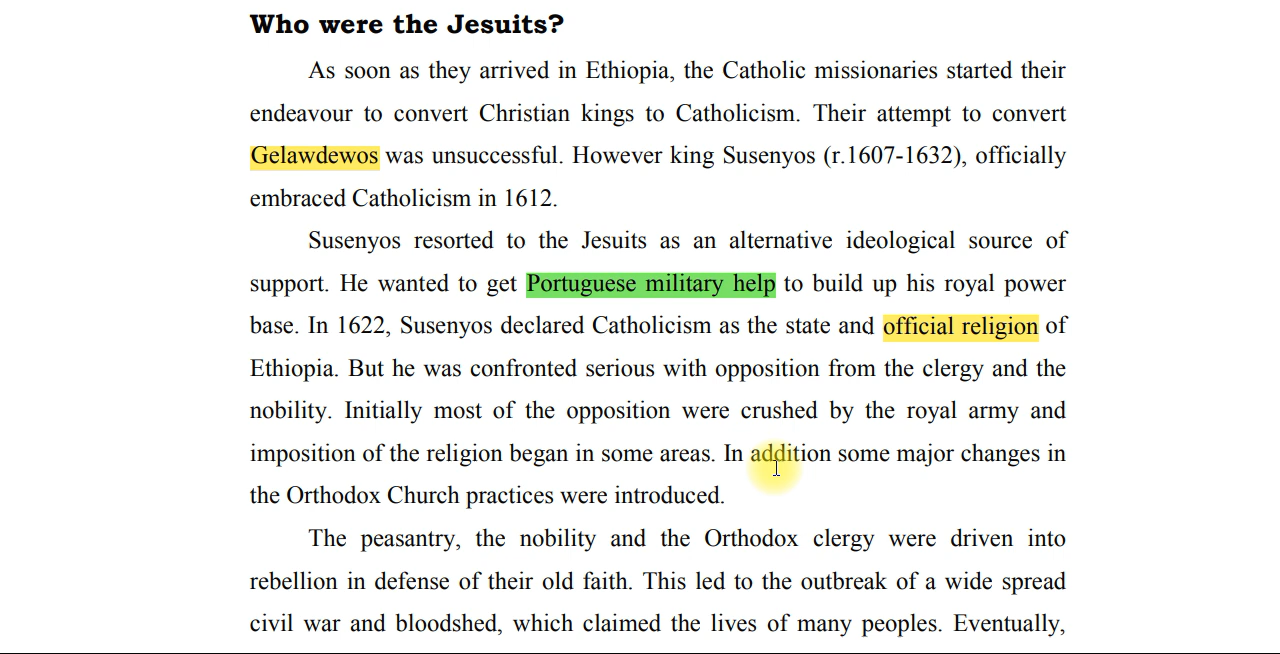 Who were the Jesuits?
As soon as they arrived in Ethiopia, the Catholic missionaries started their
endeavour to convert Christian kings to Catholicism. Their attempt to convert
Gelawdewos was unsuccessful. However king Susenyos (r.1607-1632), officially
embraced Catholicism in 1612.
Susenyos resorted to the Jesuits as an alternative ideological source of
support. He wanted to get Portuguese military help to build up his royal power
base. In 1622, Susenyos declared Catholicism as the state and official religion of
Ethiopia. But he was confronted serious with opposition from the clergy and the
nobility. Initially most of the opposition were crushed by the royal army and
imposition of the religion began in some areas. In addition some major changes in
the Orthodox Church practices were introduced.
The peasantry, the nobility and the Orthodox clergy were driven into
rebellion in defense of their old faith. This led to the outbreak of a wide spread
civil war and bloodshed, which claimed the lives of many peoples. Eventually,